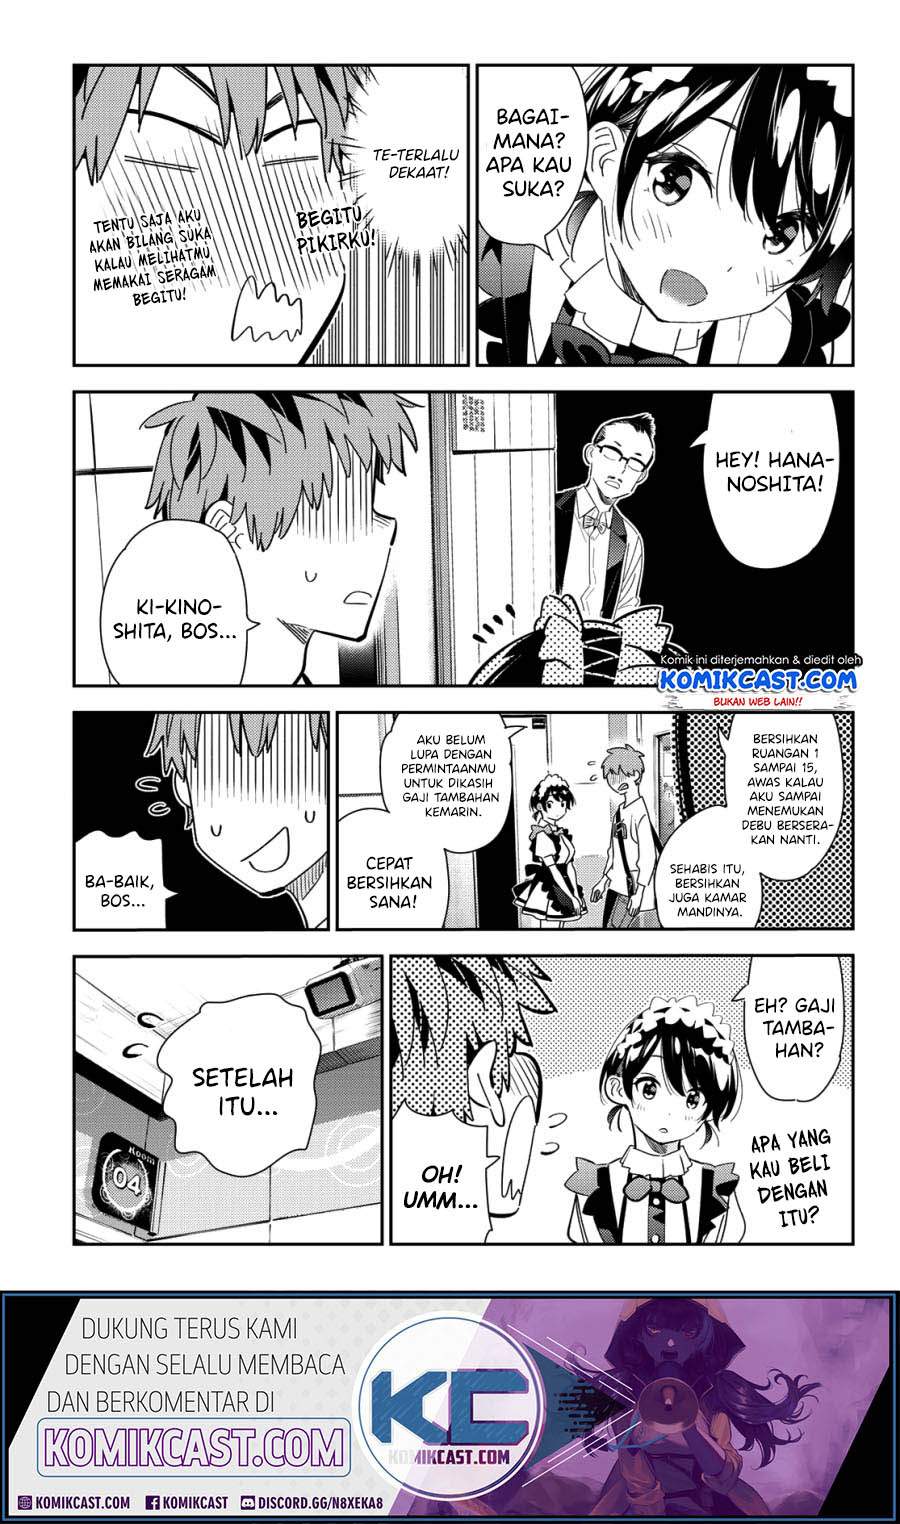 BAGAI-
MANA?
APA KAU
SUKA?
TE-TERLALU
DEKAAT!
BEGITU
PIKIRKU!
TENTU SAJA AKU
AKAN BILANG SUKA
KALAU MELIHATMU
MEMAKAI SERAGAM
BEGITU!
HEY! HANA-
NOSHITA!
KI-KINO-
SHITA, BOS...
Komik ini diterjemahkan & diedit oleh
KOMIKCAST.COM
BUKAN WEB LAIN!!
BERSIHKAN
RUANGAN 1
SAMPAI 15,
AWAS KALAU
AKU SAMPAI
MENEMUKAN
DEBU BERSERA-
KAN NANTI.
SEHABIS ITU,
BERSIHKAN
JUGA KAMAR
MANDINYA.
AKU BELUM
LUPA DENGAN
PERMINTAANMU
UNTUK DIKASIH
GAJI TAMBAHAN
KEMARIN.
CEPAT
BERSIHKAN
SANA!
BA-BAIK,
BOS...
EH? GAJI
TAMBA-
HAN?
APA YANG
KAU BELI
DENGAN
ITU?
OH!
UMM...
SETELAH
ITU...
Room
04
DUKUNG TERUS KAMI
DENGAN SELALU MEMBACA
DAN BERKOMENTAR DI
KOMIKCAST.COM
KOMIKCAST.COM KOMIKCAST DISCORD.GG/N8XEKA8
KC
KOMIKCAST.COM